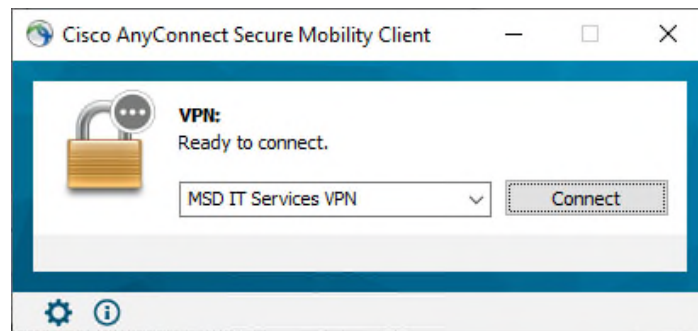 Cisco AnyConnect Secure Mobility Client
VPN:
Ready to connect.
MSD IT Services VPN
Connect